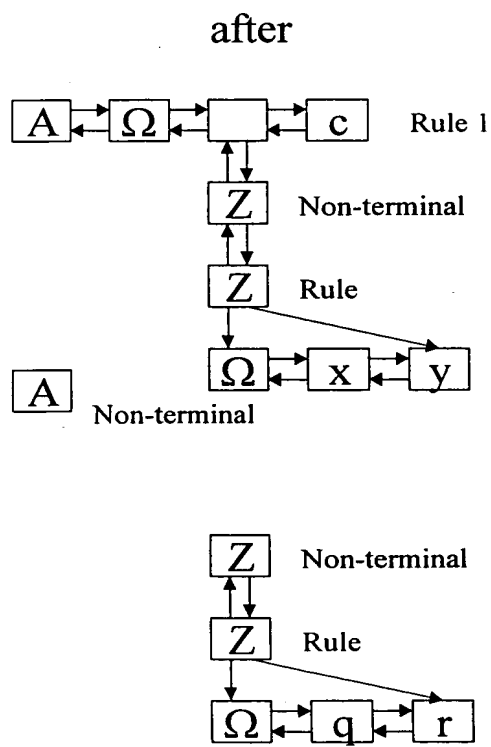 after
A Ω c Rule 1
Z Non-terminal
Z Rule
Ω x y
A Non-terminal
Z Non-terminal
Z Rule
Ω q r